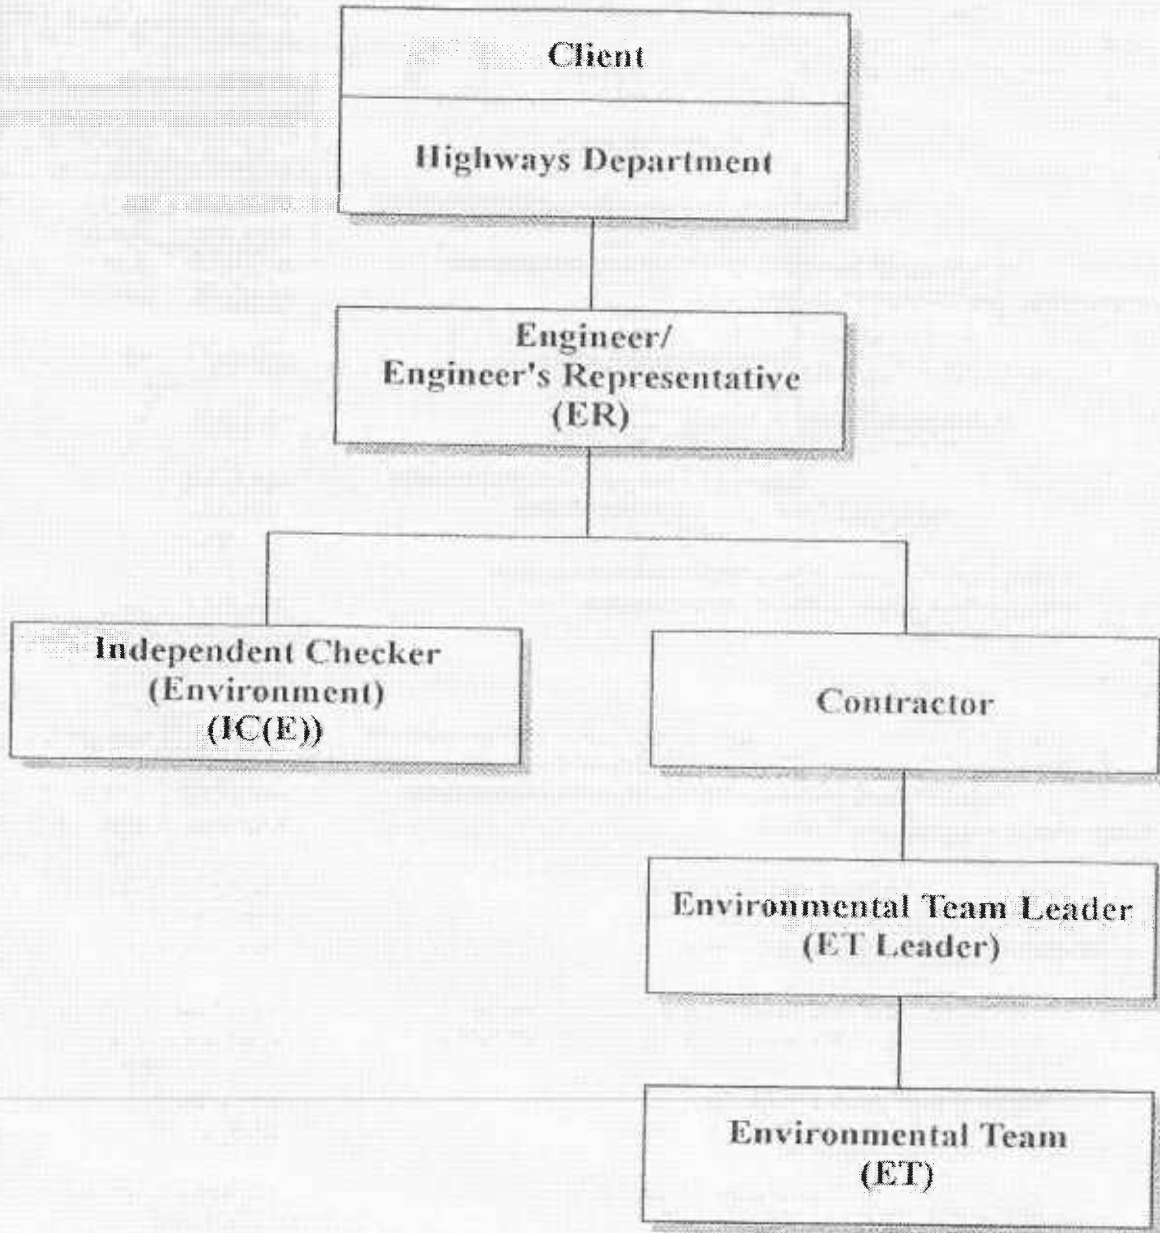 Client
Highways Department
Engineer/
Engineer's Representative
(ER)
Independent Checker
(Environment)
(IC(E))
Contractor
Environmental Team Leader
(ET Leader)
Environmental Team
(ET)